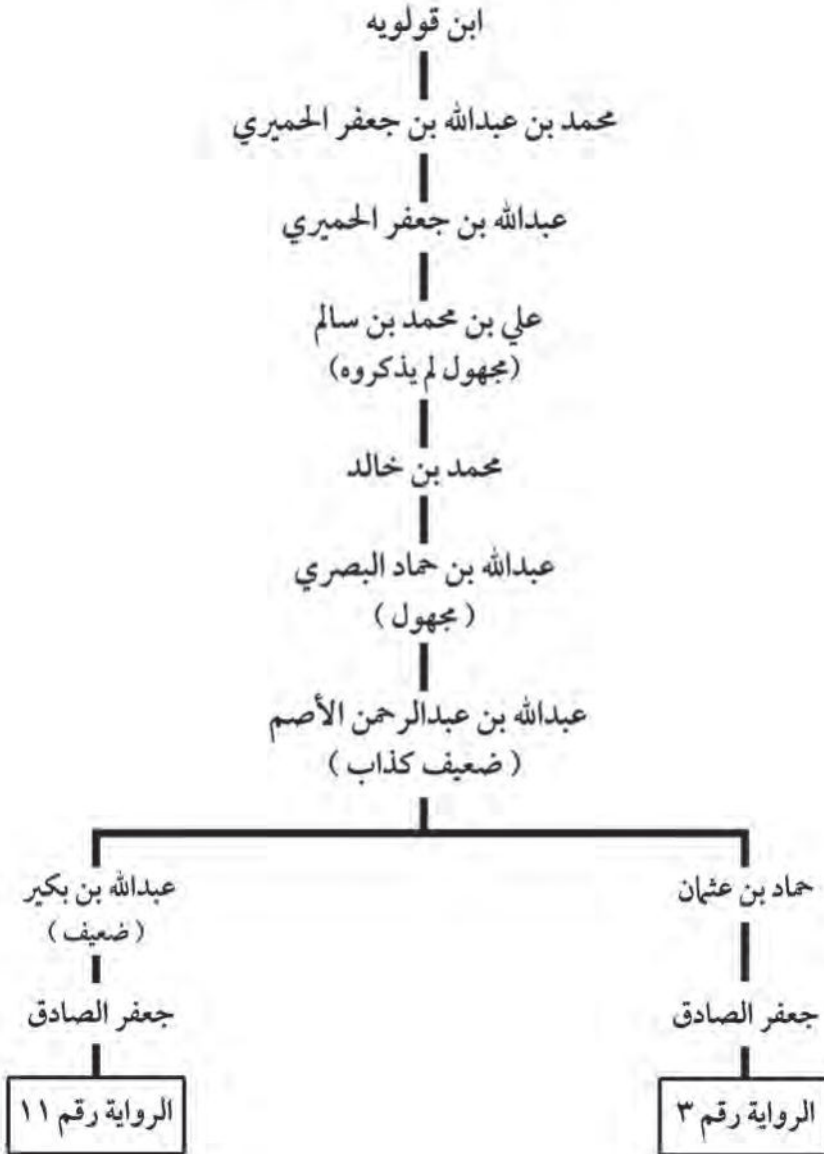 ابن قولويه
محمد بن عبدالله بن جعفر الحميري
عبدالله بن جعفر الحميري
علي بن محمد بن سالم
(مجهول لم يذكروه)
محمد بن خالد
عبدالله بن حماد البصري
( مجهول )
عبدالله بن عبدالرحمن الأصم
( ضعيف كذاب )
حماد بن عثمان
جعفر الصادق
الرواية رقم ٣
عبدالله بن بكير
( ضعيف )
جعفر الصادق
الرواية رقم ١١